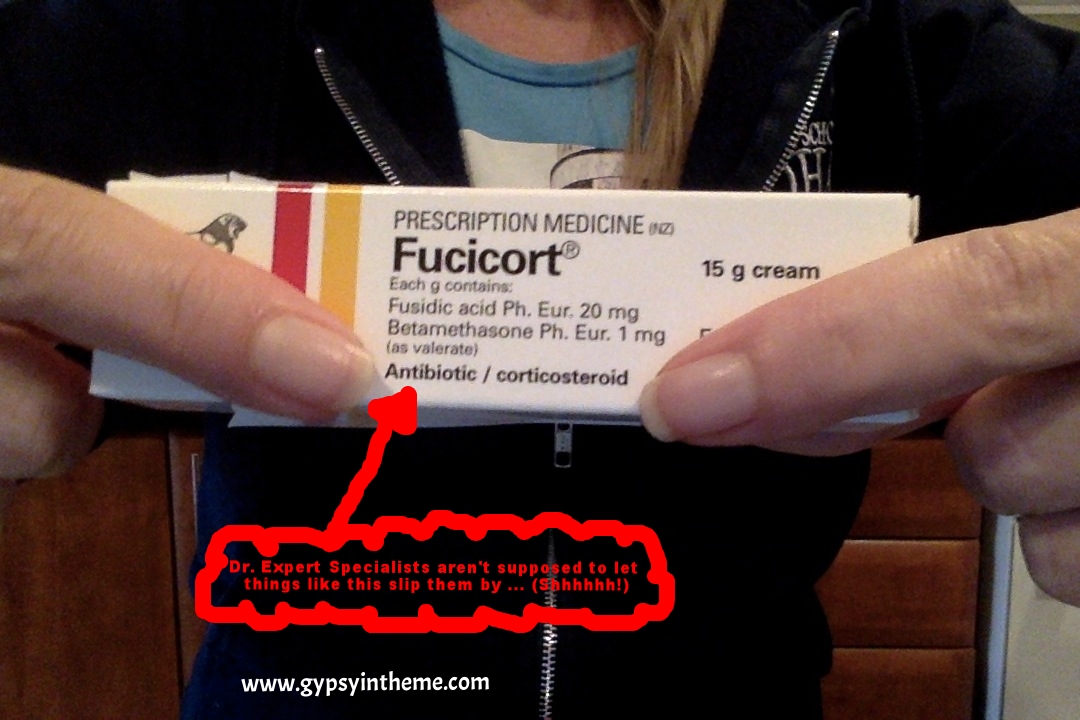 PRESCRIPTION MEDICINE (NZ)
Fucicort®
15 g cream
Each g contains:
Fusidic acid Ph. Eur. 20 mg
Betamethasone Ph. Eur. 1 mg
(as valerate)
Antibiotic / corticosteroid
Dr. Expert Specialists aren't supposed to let
things like this slip them by ... (Shhhhhh!)
www.gypsyintheme.com